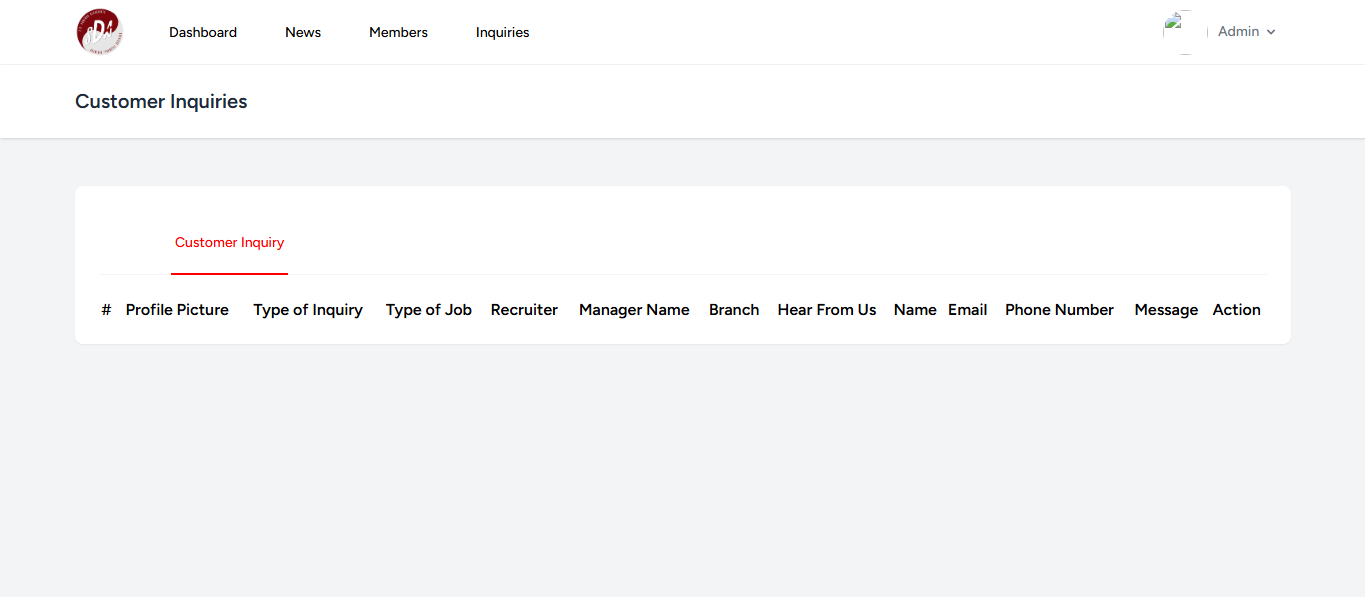 Dashboard News Members Inquiries Admin
Customer Inquiries
Customer Inquiry
# Profile Picture Type of Inquiry Type of Job Recruiter Manager Name Branch Hear From Us Name Email Phone Number Message Action